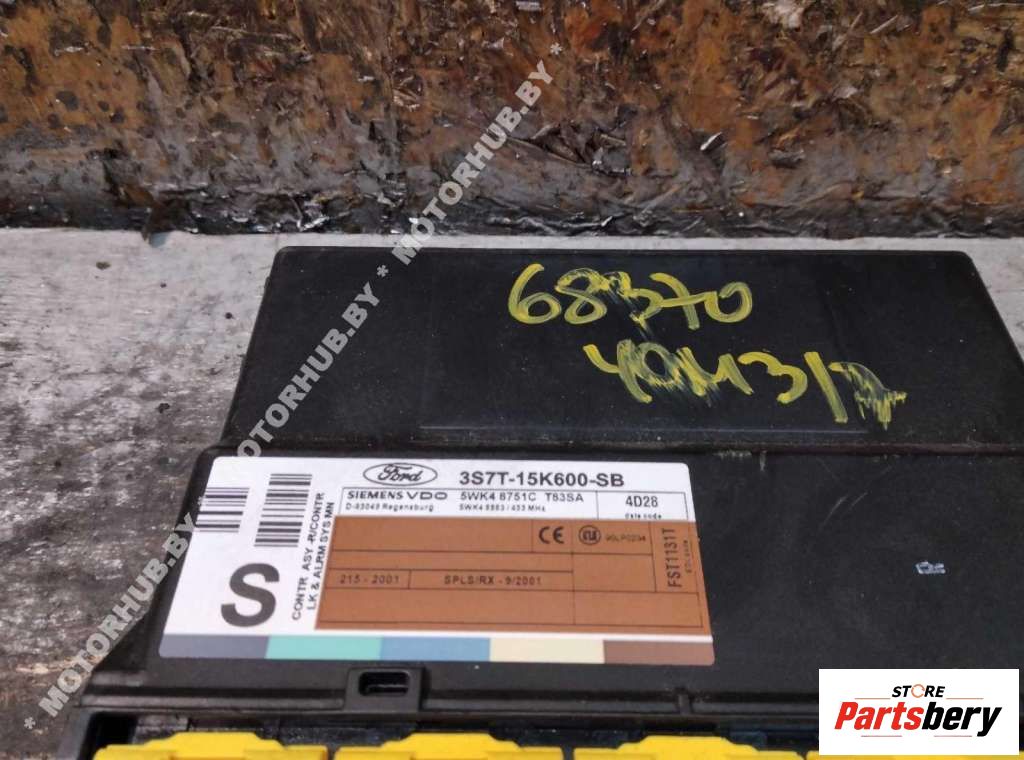 * MOTORHUB.BY * MOTORHUB.BY *
68370
Ford
3S7T-15K600-SB
SIEMENS VDO
5WK4 8751C T83SA
4D28
D-93049 Regensburg
5WK4 8883 / 433 MHz
date code
CONTR ASY -R/CONTR
LK & ALRM SYS MN
S
CE
215 - 2001
SPLS/RX - 9/2001
FST1131T
STORE
Partsbery